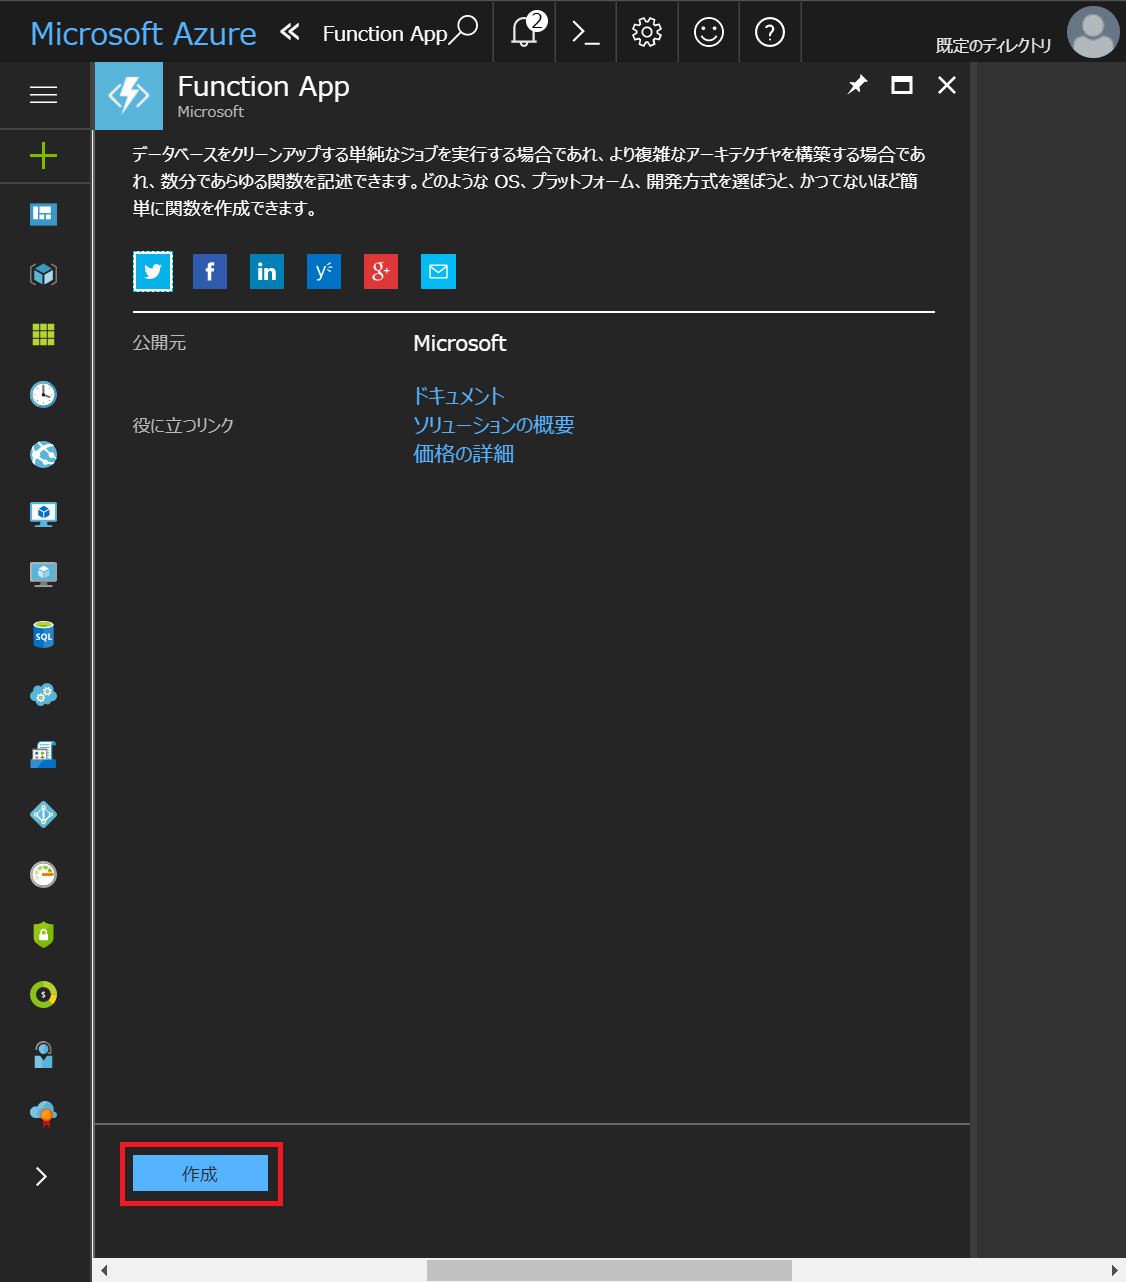 Microsoft Azure
Function App
2
既定のディレクトリ
Function App
Microsoft
データベースをクリーンアップする単純なジョブを実行する場合であれ、より複雑なアーキテクチャを構築する場合であ
れ、数分であらゆる関数を記述できます。どのような OS、プラットフォーム、開発方式を選ぼうと、かつてないほど簡
単に関数を作成できます。
公開元
Microsoft
役に立つリンク
ドキュメント
ソリューションの概要
価格の詳細
SQL
作成